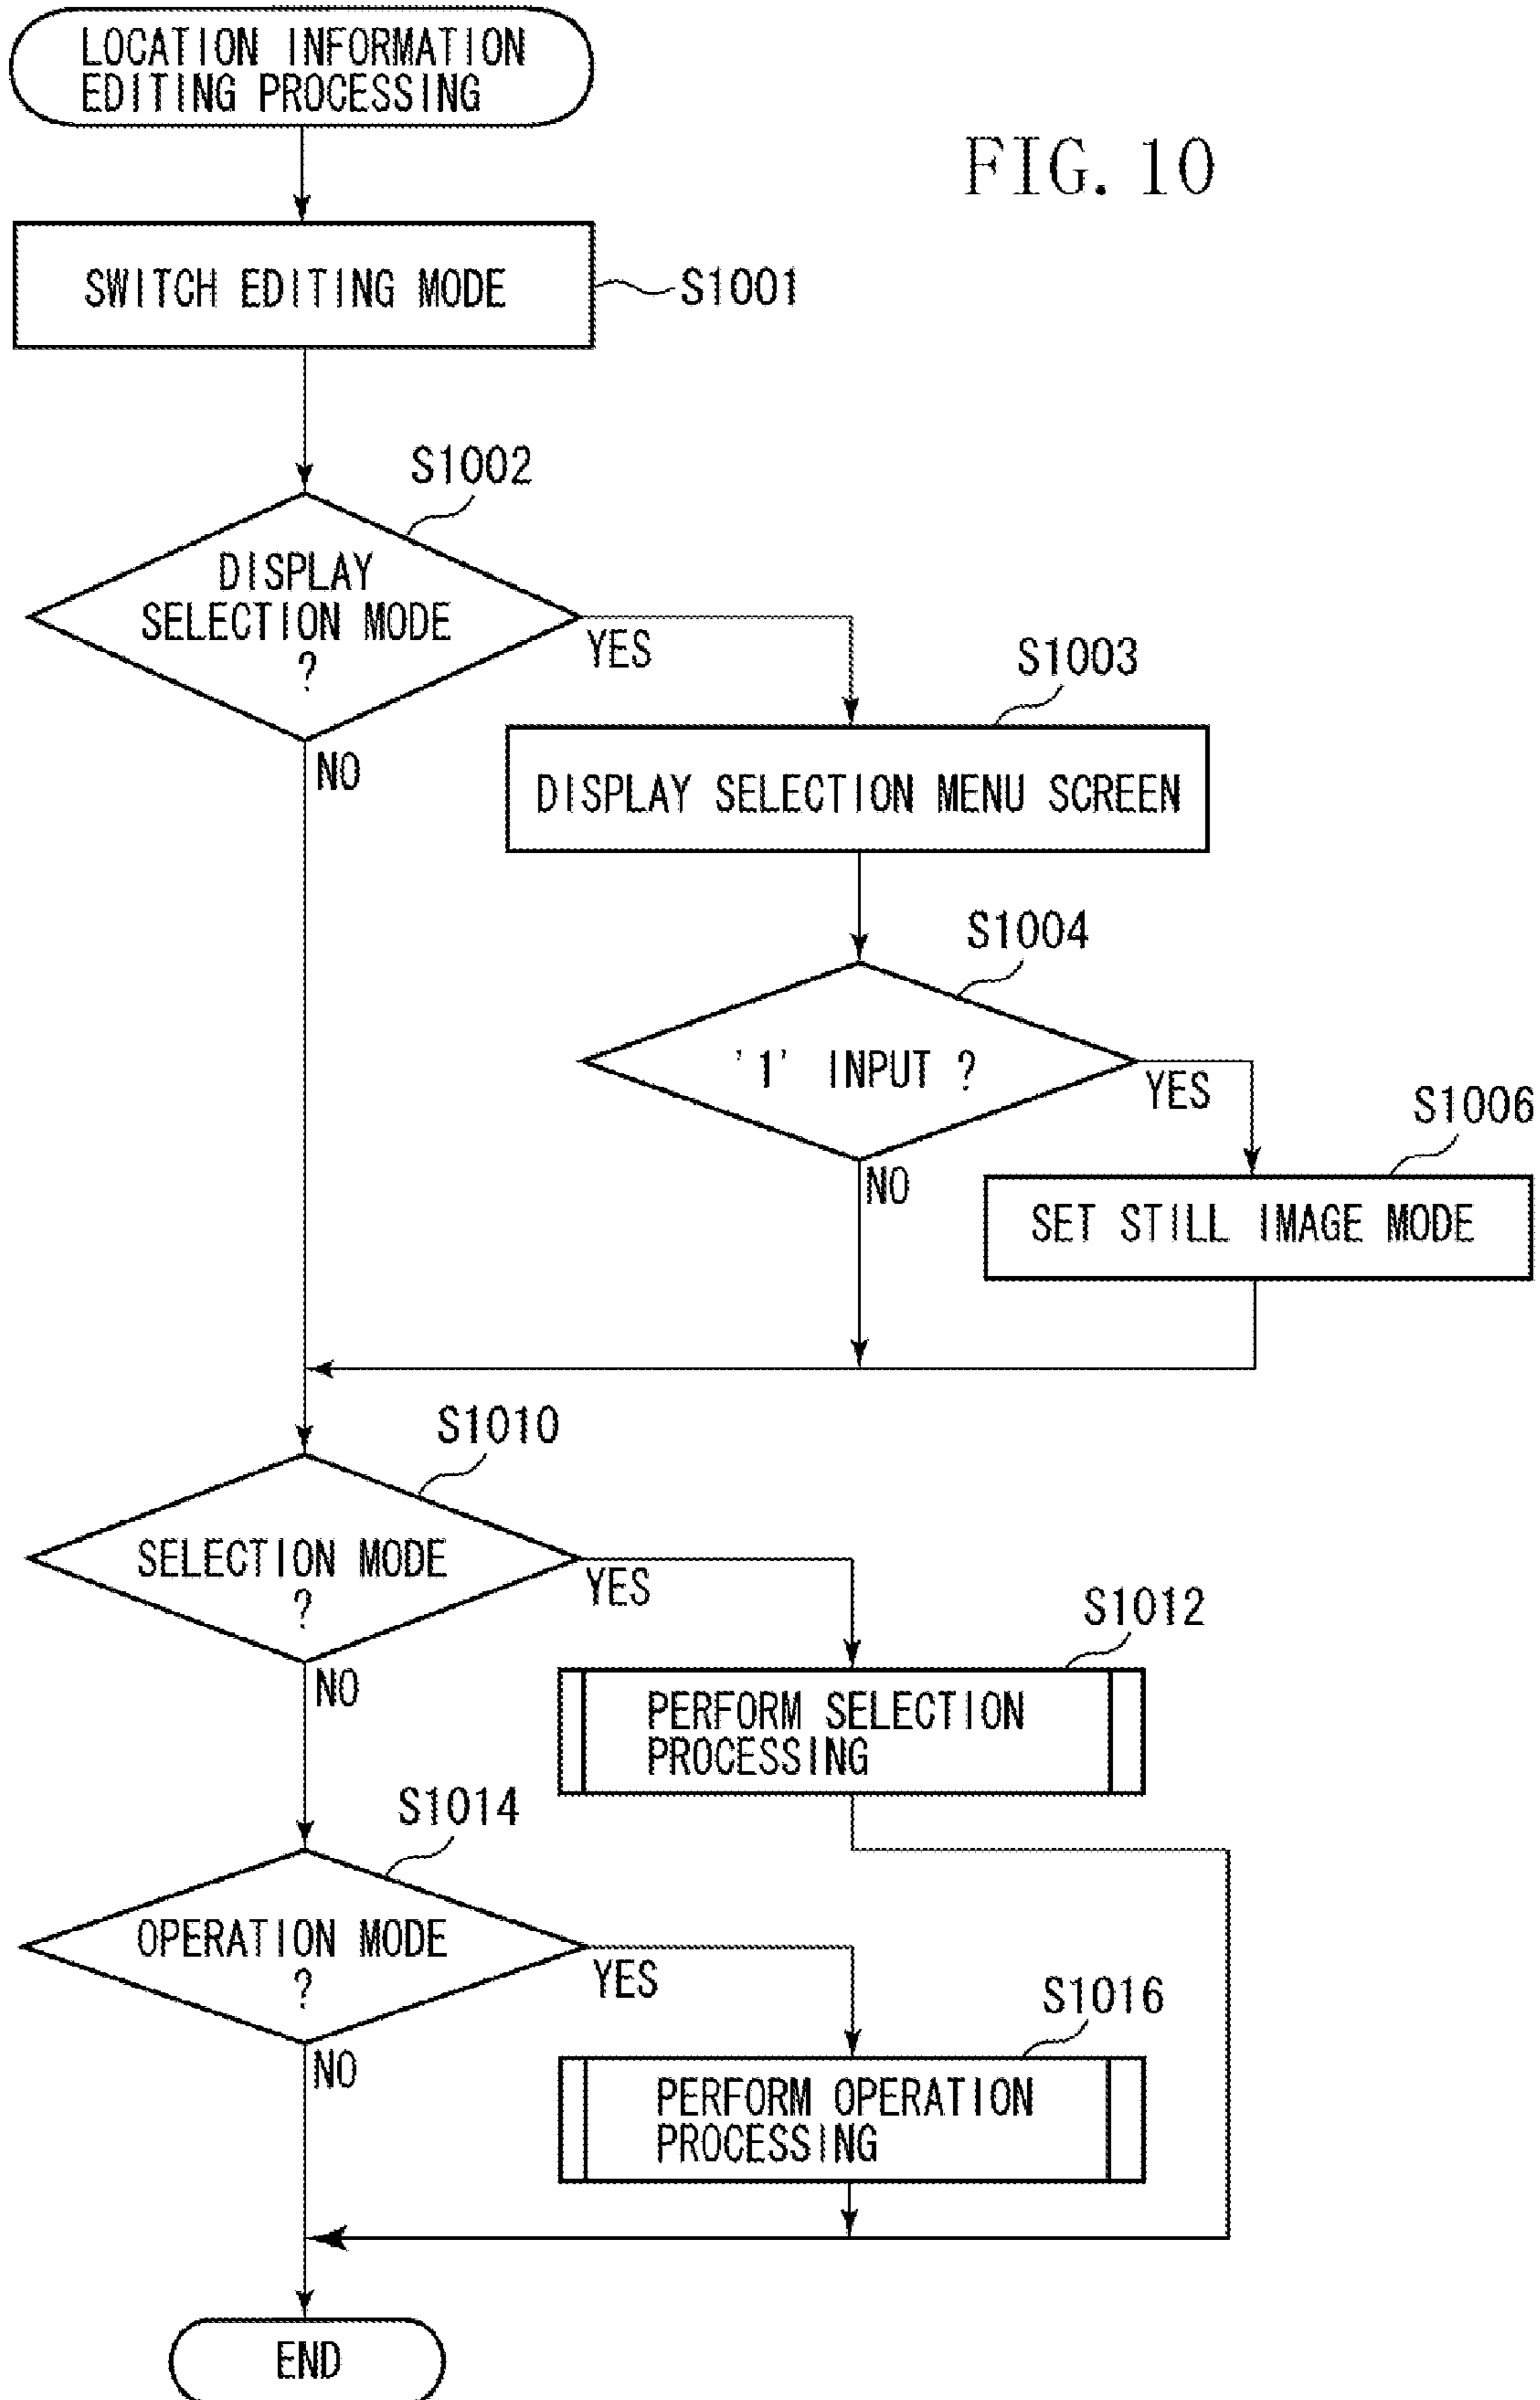 LOCATION INFORMATION
EDITING PROCESSING
FIG. 10
SWITCH EDITING MODE
S1001
S1002
DISPLAY
SELECTION MODE
?
YES
NO
S1003
DISPLAY SELECTION MENU SCREEN
S1004
'1' INPUT ?
YES
NO
S1006
SET STILL IMAGE MODE
S1010
SELECTION MODE
?
YES
NO
S1012
PERFORM SELECTION
PROCESSING
S1014
OPERATION MODE
?
YES
NO
S1016
PERFORM OPERATION
PROCESSING
END